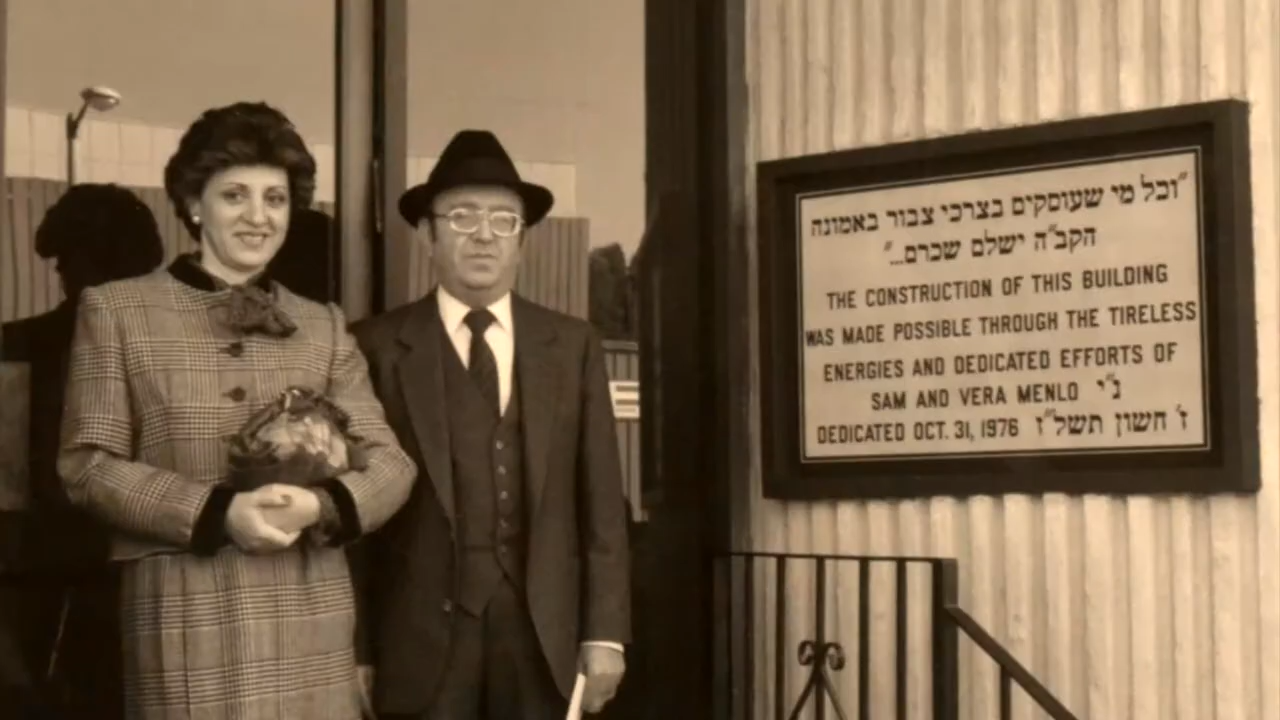 "וכל מי שעוסקים בצרכי צבור באמונה
הקב"ה ישלם שכרם..."
THE CONSTRUCTION OF THIS BUILDING
WAS MADE POSSIBLE THROUGH THE TIRELESS
ENERGIES AND DEDICATED EFFORTS OF
SAM AND VERA MENLO נ"י
DEDICATED OCT. 31, 1976 ז' חשון תשל"ז